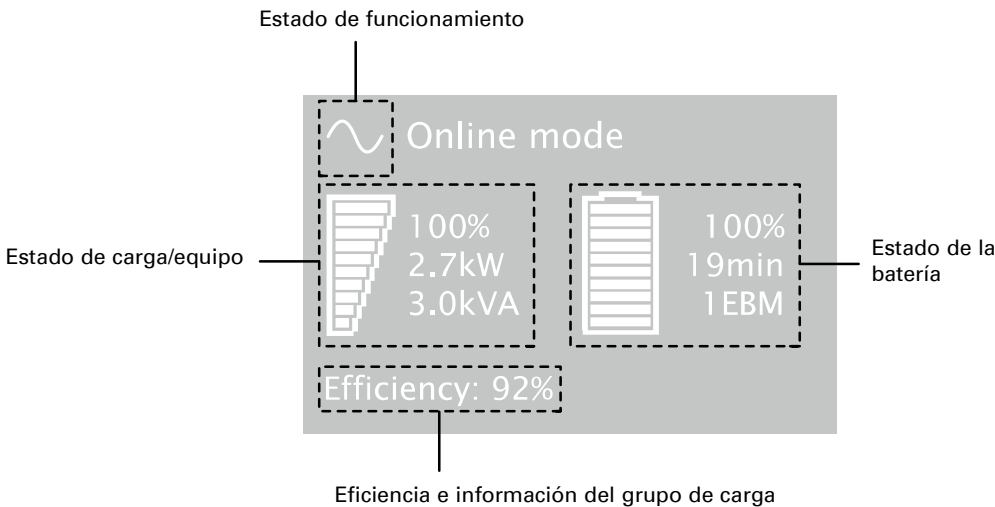 Estado de funcionamiento
Online mode
Estado de carga/equipo
100%
2.7kW
3.0kVA
100%
19min
1EBM
Estado de la
batería
Efficiency: 92%
Eficiencia e información del grupo de carga